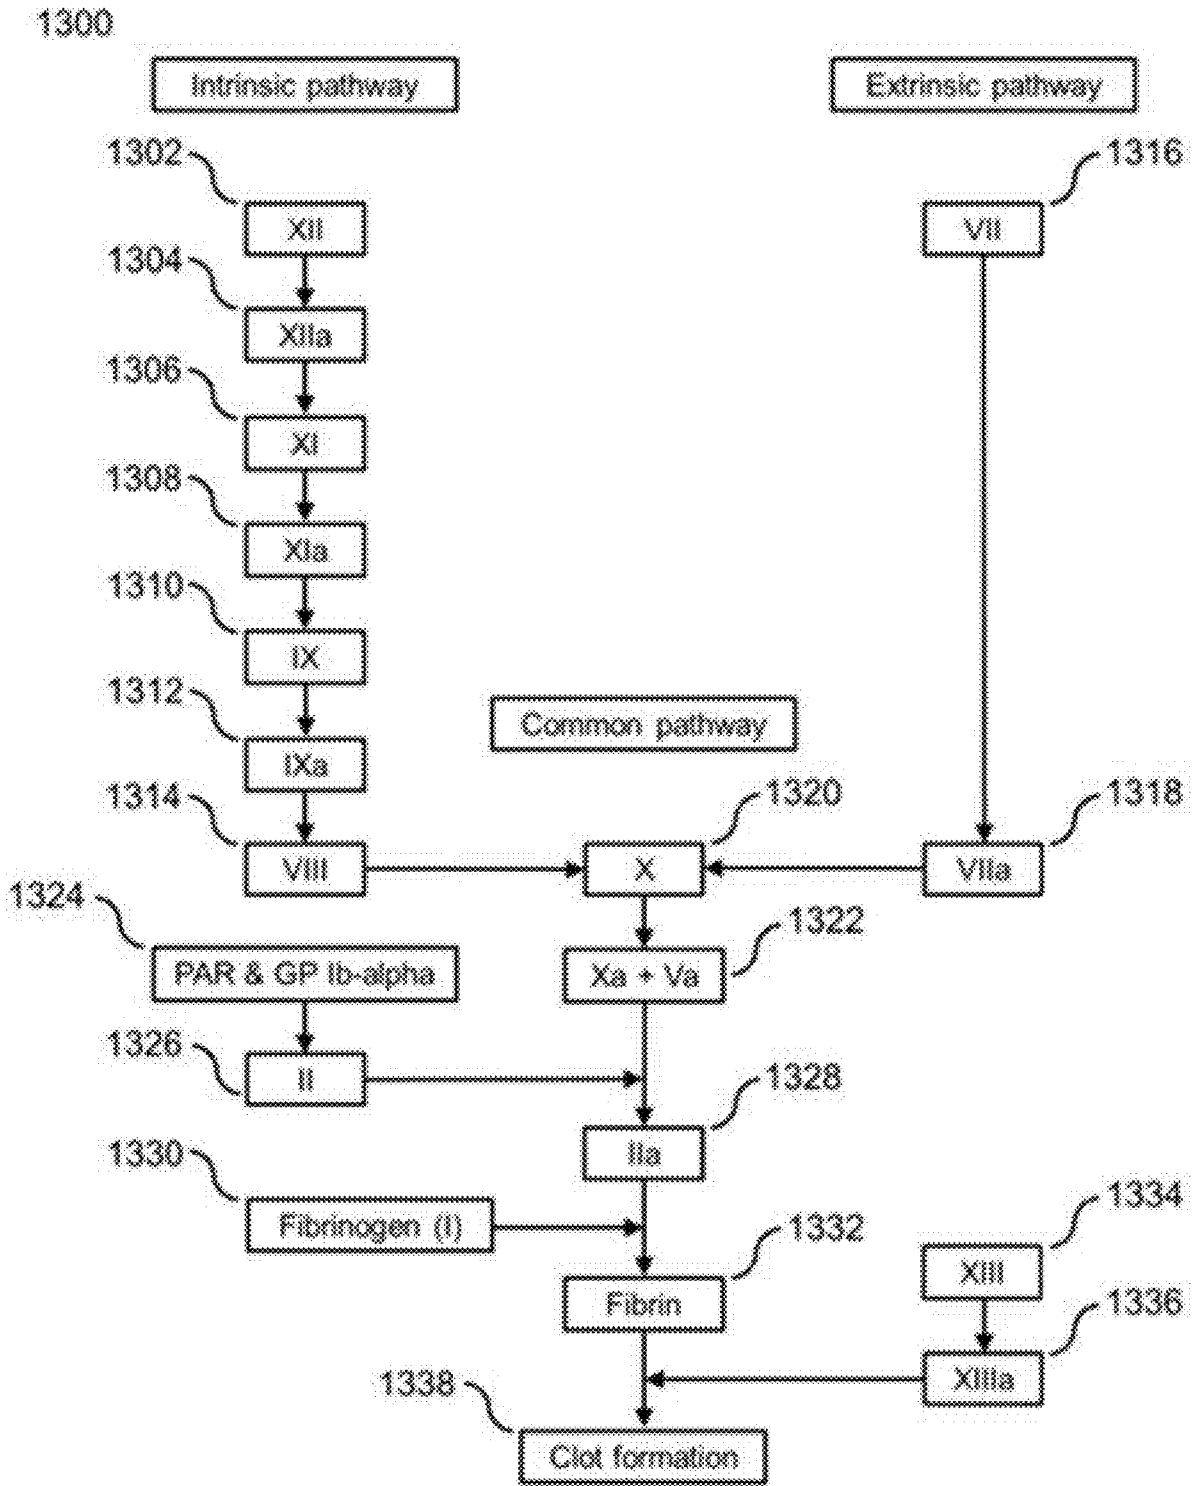 1300
Intrinsic pathway
Extrinsic pathway
1302
1316
XII
VII
1304
XIIa
1306
XI
1308
XIa
1310
IX
1312
Common pathway
IXa
1314
1320
1318
VIII
X
VIIa
1324
1322
PAR & GP Ib-alpha
Xa + Va
1326
II
1328
IIa
1330
Fibrinogen (I)
1332
1334
XIII
Fibrin
1336
XIIIa
1338
Clot formation